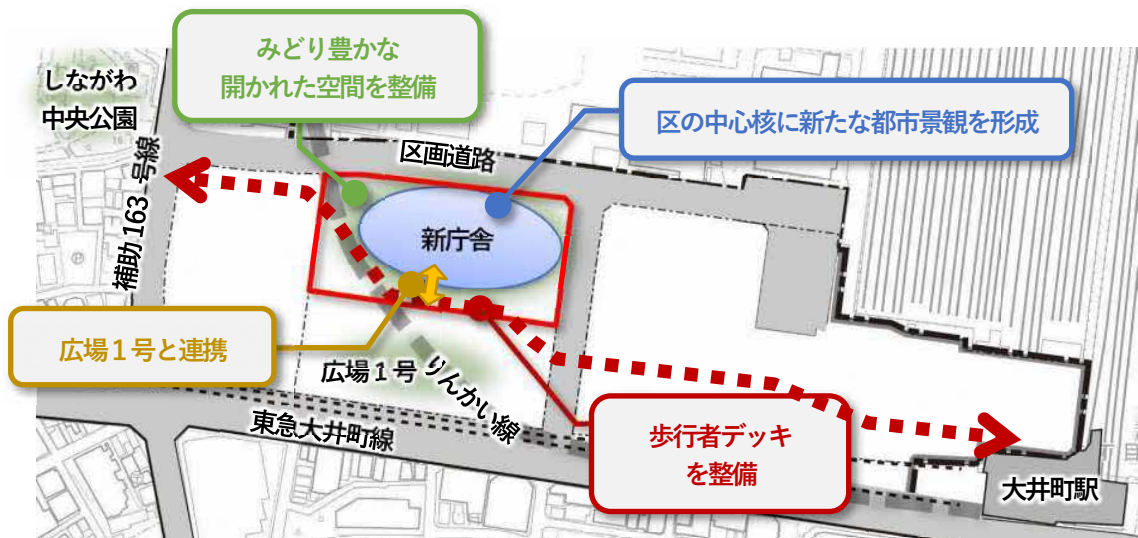 みどり豊かな
開かれた空間を整備
しながわ
中央公園
区の中心核に新たな都市景観を形成
区画道路
補助163号線
新庁舎
広場１号と連携
広場１号
りんかい線
東急大井町線
歩行者デッキ
を整備
大井町駅